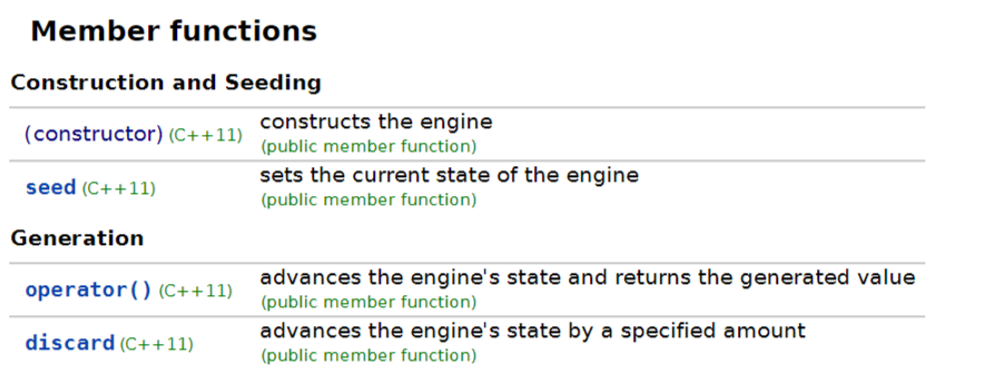 Member functions
Construction and Seeding
(constructor) (C++11)
constructs the engine
(public member function)
seed (C++11)
sets the current state of the engine
(public member function)
Generation
operator() (C++11)
advances the engine's state and returns the generated value
(public member function)
discard (C++11)
advances the engine's state by a specified amount
(public member function)